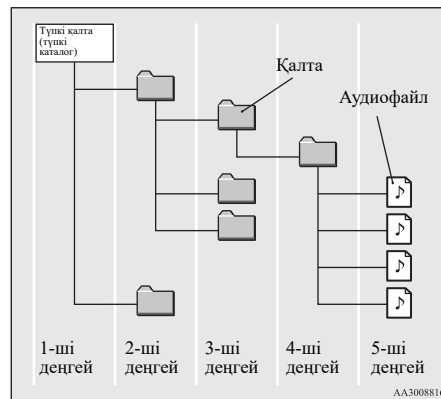 Түпкі қалта
(түпкі
каталог)
Қалта
Аудиофайл
1-ші
деңгей
2-ші
деңгей
3-ші
деңгей
4-ші
деңгей
5-ші
деңгей
AA3008816